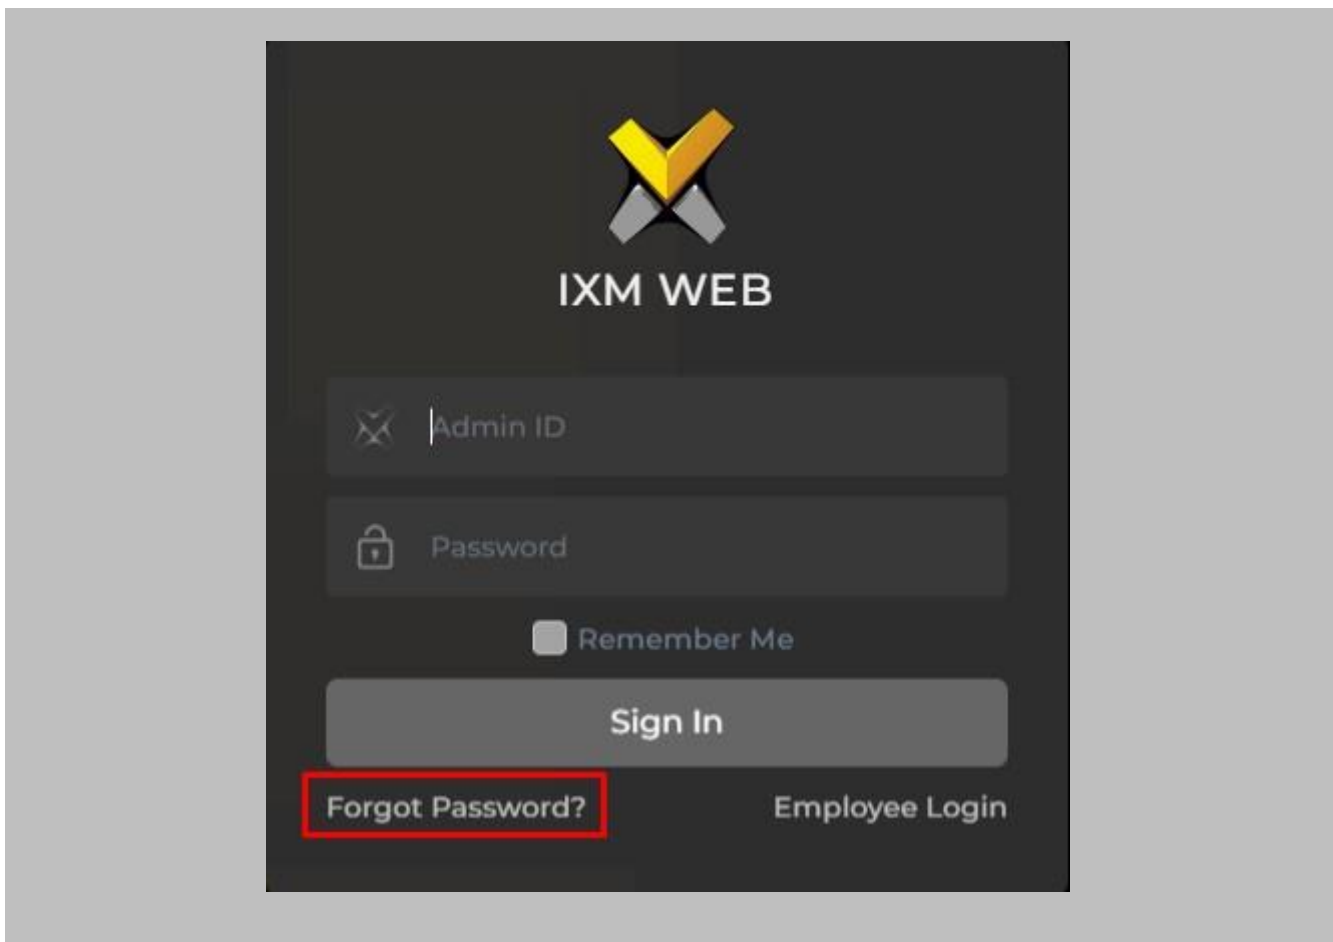 IXM WEB
Admin ID
Password
Remember Me
Sign In
Forgot Password?
Employee Login